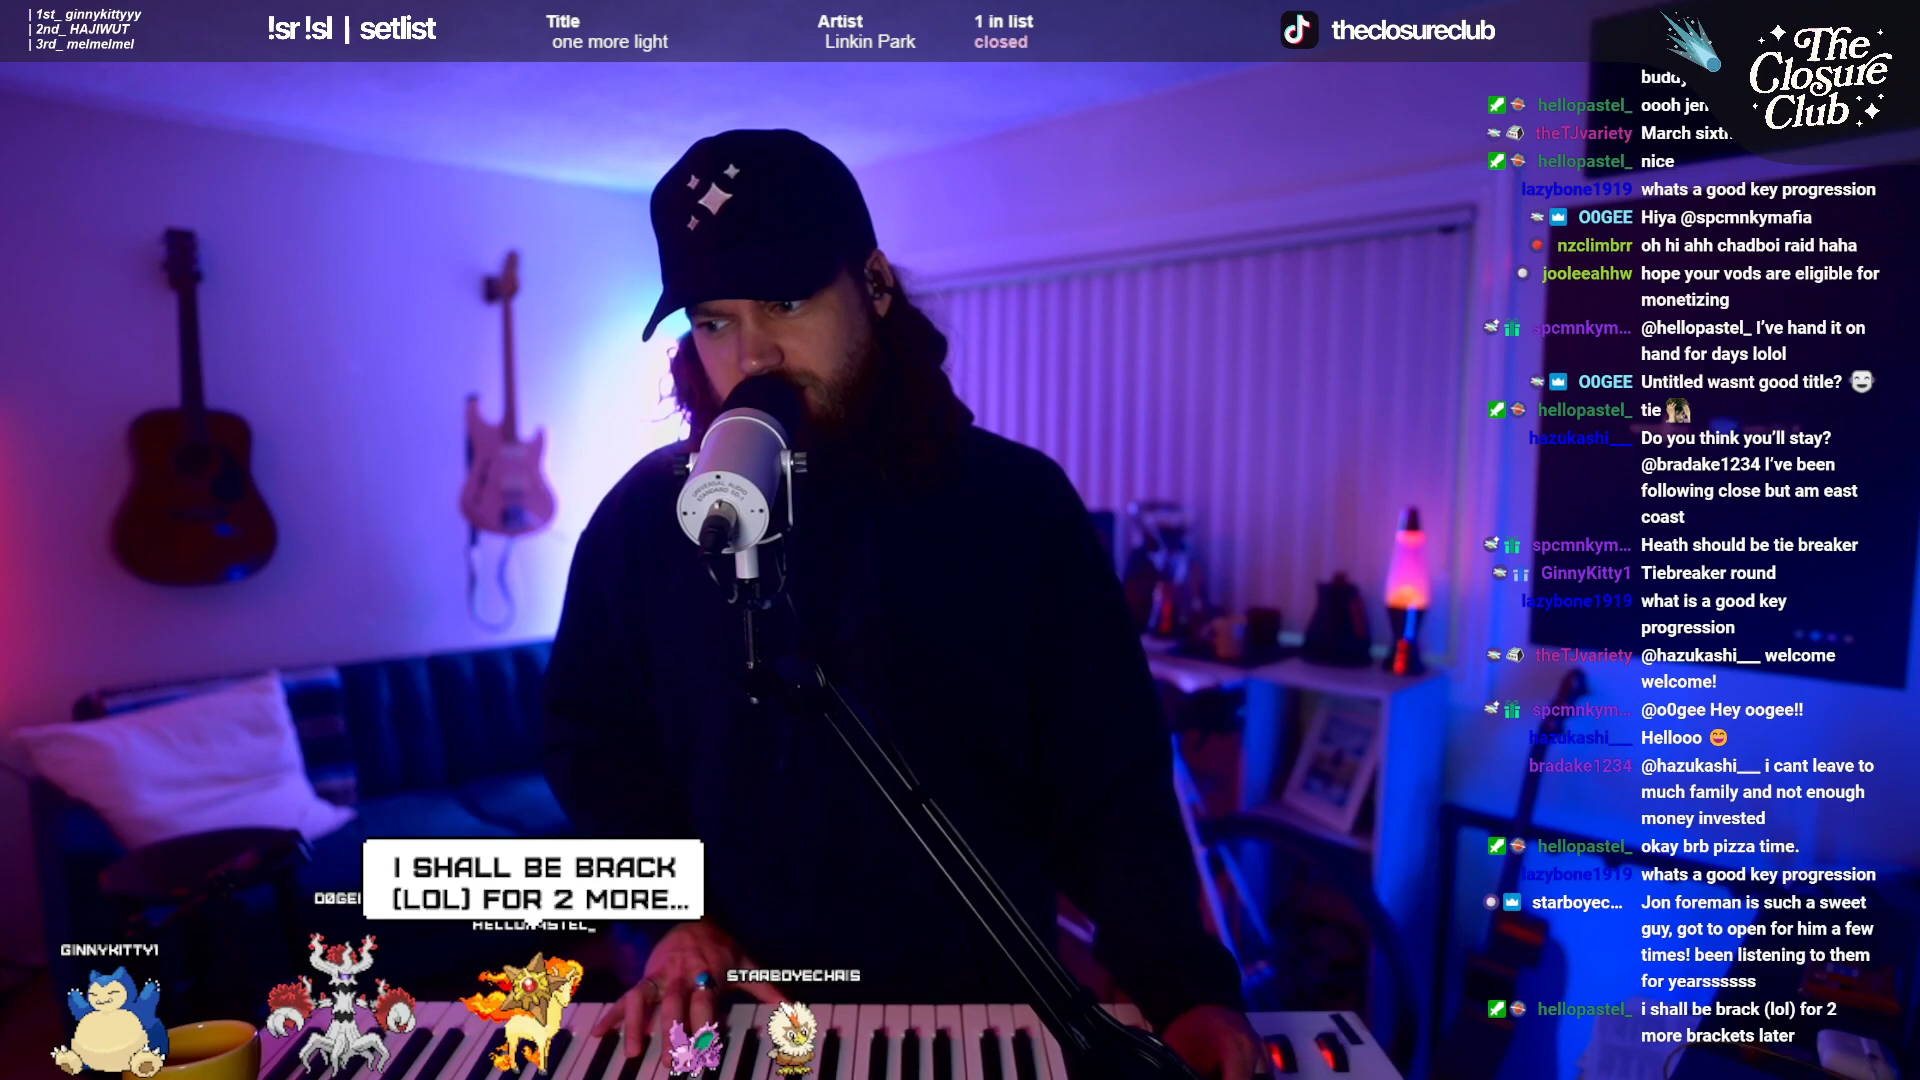 | 1st_ ginnykittyyy
| 2nd_ HAJIWUT
| 3rd_ melmelmel
!sr !sl | setlist
Title
one more light
Artist
Linkin Park
1 in list
closed
theclosureclub
The
Closure
Club
hellopastel_ oooh
theTJvariety March
hellopastel_ nice
lazybone1919 whats a good key progression
O0GEE Hiya @spcmnkymafia
nzclimbrr oh hi ahh chadboi raid haha
jooleeahhw hope your vods are eligible for
monetizing
spcmnkym... @hellopastel_ I've hand it on
hand for days lolol
O0GEE Untitled wasnt good title?
hellopastel_ tie
hazukashi___ Do you think you'll stay?
@bradake1234 I've been
following close but am east
coast
spcmnkym... Heath should be tie breaker
GinnyKitty1 Tiebreaker round
lazybone1919 what is a good key
progression
theTJvariety @hazukashi___ welcome
welcome!
spcmnkym... @o0gee Hey oogee!!
hazukashi___ Hellooo
bradake1234 @hazukashi___ i cant leave to
much family and not enough
money invested
hellopastel_ okay brb pizza time.
lazybone1919 whats a good key progression
starboyec... Jon foreman is such a sweet
guy, got to open for him a few
times! been listening to them
for yearssssss
hellopastel_ i shall be brack (lol) for 2
more brackets later
UNIVERSAL AUDIO
STANDARD SD-1
I SHALL BE BRACK
(LOL) FOR 2 MORE...
HELLOPASTEL_
GINNYKITTY1
STARBOYECHRIS